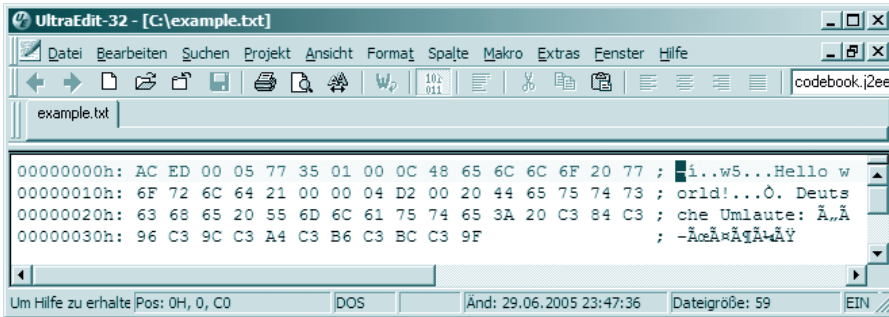 UltraEdit-32 - [C:\example.txt]
Datei Bearbeiten Suchen Projekt Ansicht Format Spalte Makro Extras Fenster Hilfe
codebook.j2ee
example.txt
00000000h: AC ED 00 05 77 35 01 00 0C 48 65 6C 6C 6F 20 77 ; ¬í..w5...Hello w
00000010h: 6F 72 6C 64 21 00 00 04 D2 00 20 44 65 75 74 73 ; orld!...Ò. Deuts
00000020h: 63 68 65 20 55 6D 6C 61 75 74 65 3A 20 C3 84 C3 ; che Umlaute: Ã„Ã
00000030h: 96 C3 9C C3 A4 C3 B6 C3 BC C3 9F ; –ÃœÃ¤Ã¶Ã¼ÃŸ
Um Hilfe zu erhalte Pos: 0H, 0, C0 DOS Änd: 29.06.2005 23:47:36 Dateigröße: 59 EIN